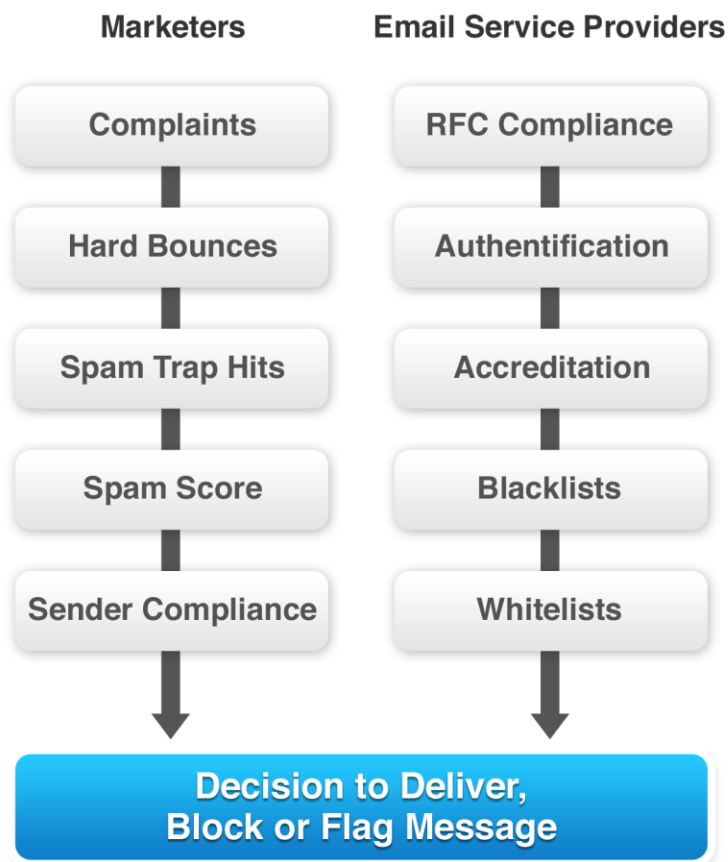 Marketers
Complaints
Hard Bounces
Spam Trap Hits
Spam Score
Sender Compliance
Email Service Providers
RFC Compliance
Authentification
Accreditation
Blacklists
Whitelists
Decision to Deliver,
Block or Flag Message